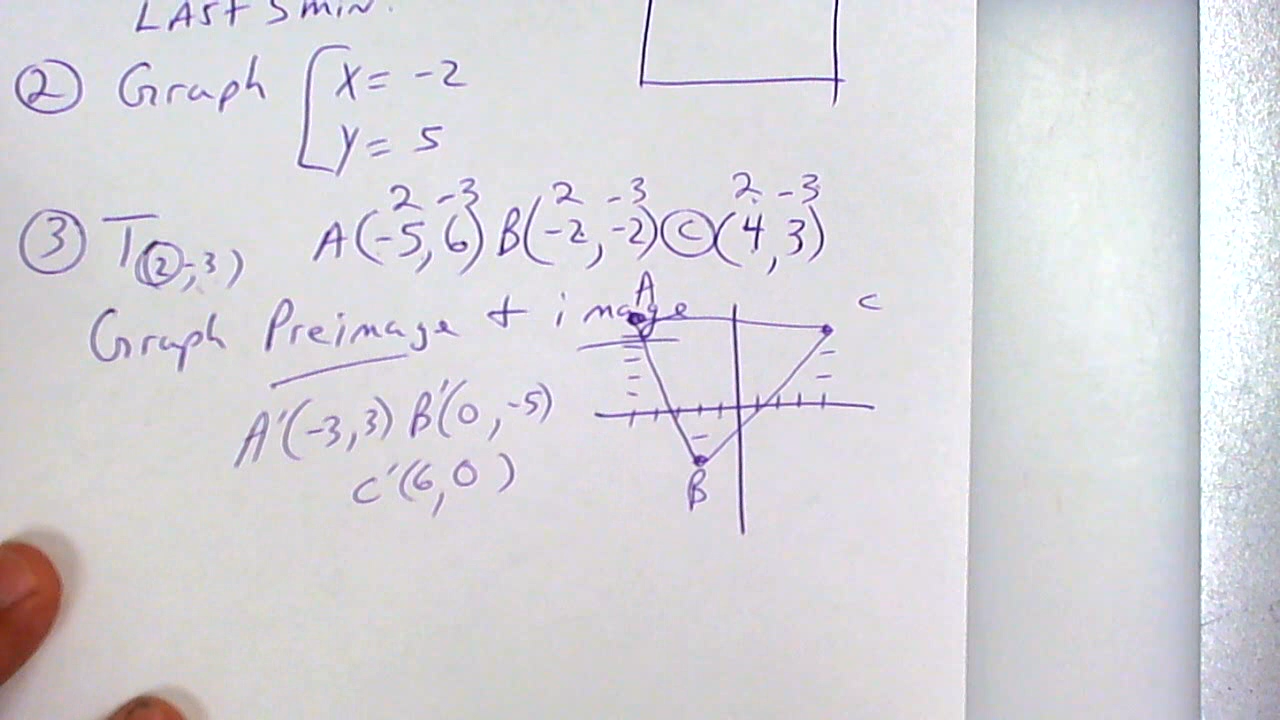 LAST 5 min.
② Graph { x = -2
y = 5
2 -3 2 -3 2 -3
③ T(2,-3) A(-5,6) B(-2,-2) C(4,3)
Graph Preimage + image
A
C
A'(-3,3) B'(0,-5)
C'(6,0)
B